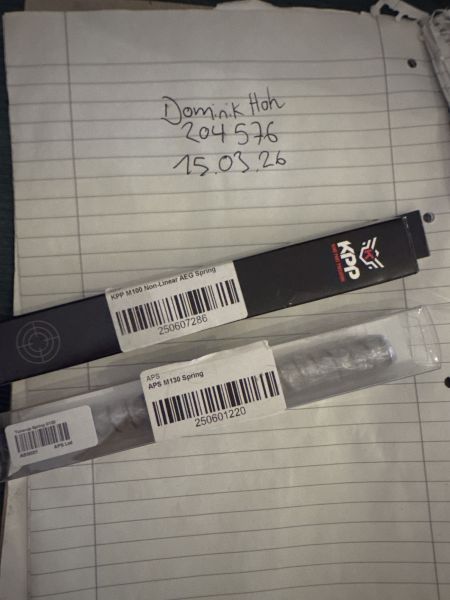 Dominik Hoh
204576
15.03.26
KPP
KPP M100 Non-Linear AEG Spring
250607286
APS
APS M130 Spring
250601220
APS Ltd